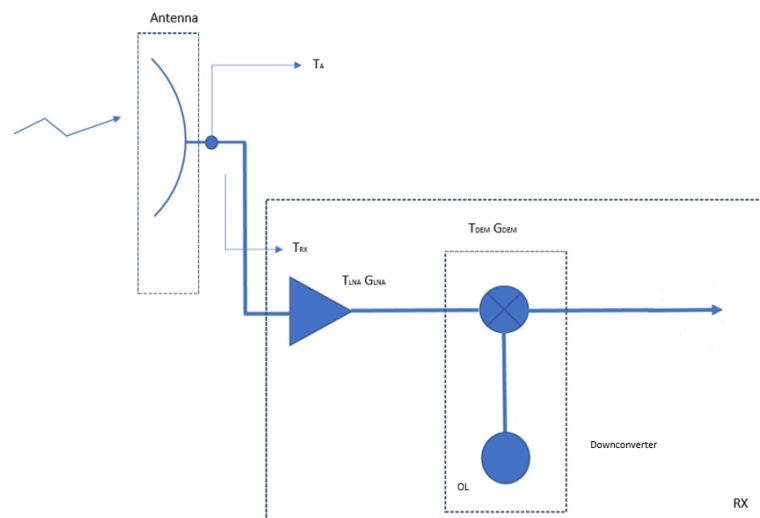 Antenna
TA
TDEM GDEM
TRX
TLNA GLNA
Downconverter
OL
RX